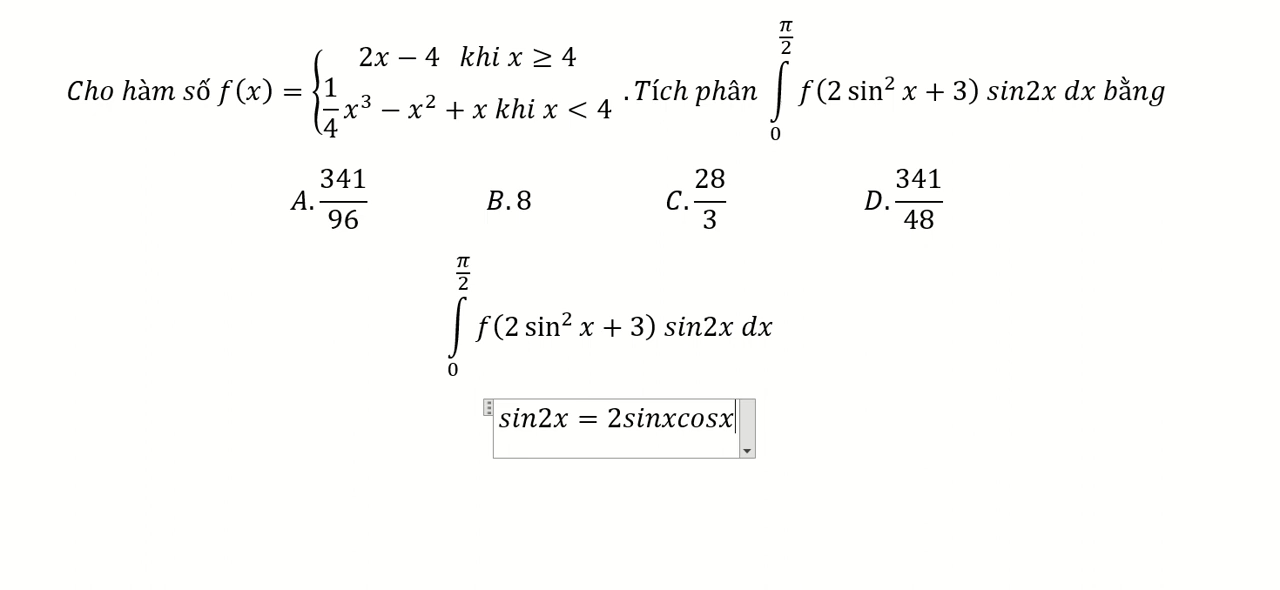 Cho hàm số f(x) = { 2x − 4 khi x ≥ 4
1/4 x³ − x² + x khi x < 4 . Tích phân ∫₀^(π/2) f(2 sin² x + 3) sin2x dx bằng
A. 341/96 B. 8 C. 28/3 D. 341/48
∫₀^(π/2) f(2 sin² x + 3) sin2x dx
sin2x = 2sinxcosx